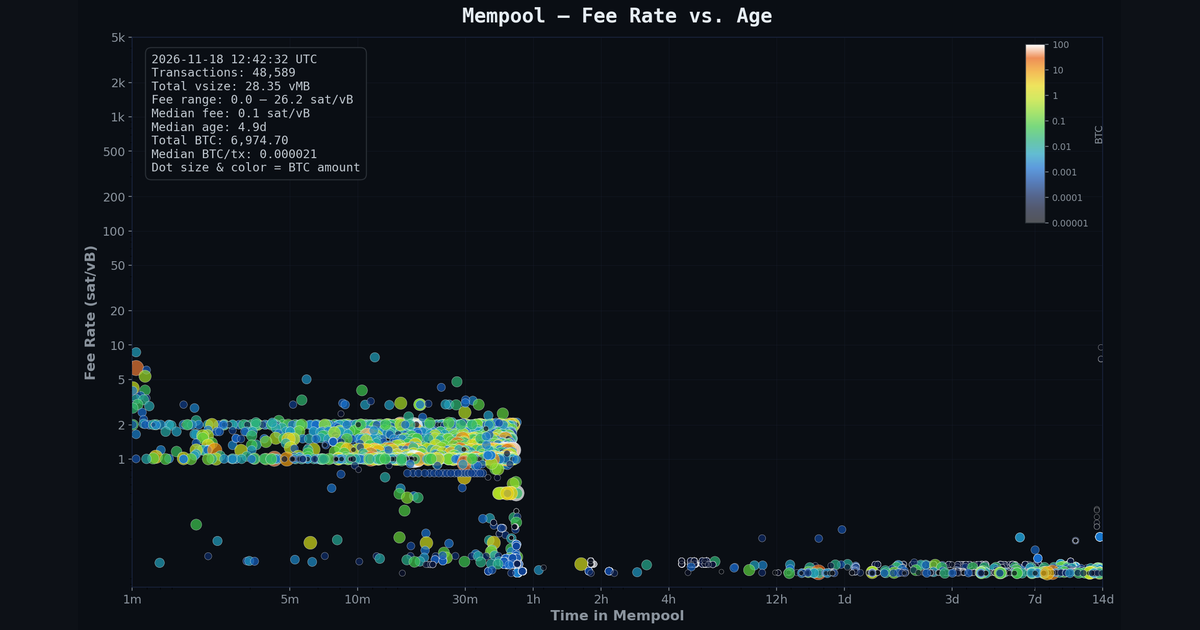 Mempool — Fee Rate vs. Age
5k
2k
1k
500
200
100
50
20
10
5
2
1
Fee Rate (sat/vB)
2026-11-18 12:42:32 UTC
Transactions: 48,589
Total vsize: 28.35 vMB
Fee range: 0.0 — 26.2 sat/vB
Median fee: 0.1 sat/vB
Median age: 4.9d
Total BTC: 6,974.70
Median BTC/tx: 0.000021
Dot size & color = BTC amount
100
10
1
0.1
0.01
0.001
0.0001
0.00001
BTC
1m
5m
10m
30m
1h
2h
4h
12h
1d
3d
7d
14d
Time in Mempool